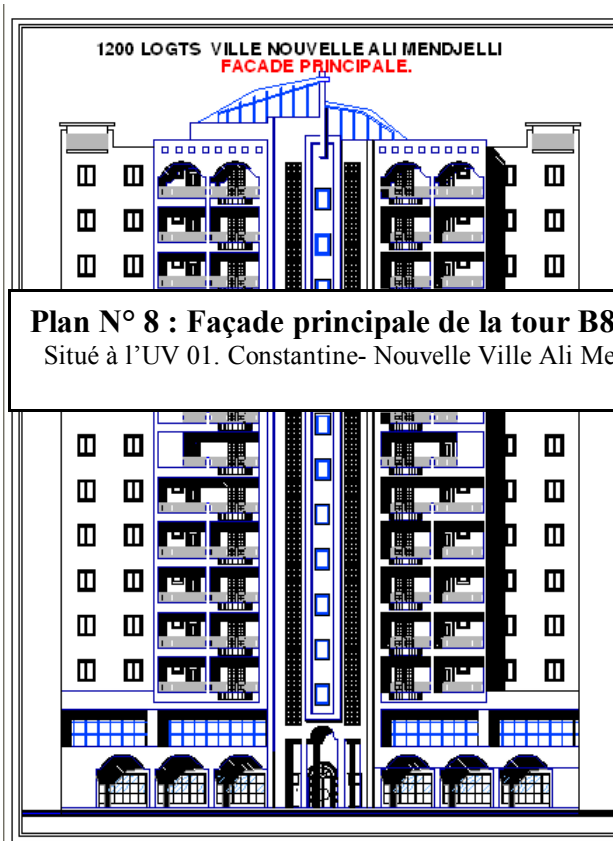 1200 LOGTS VILLE NOUVELLE ALI MENDJELLI
FACADE PRINCIPALE.
Plan N° 8 : Façade principale de la tour B8
Situé à l’UV 01. Constantine- Nouvelle Ville Ali Me